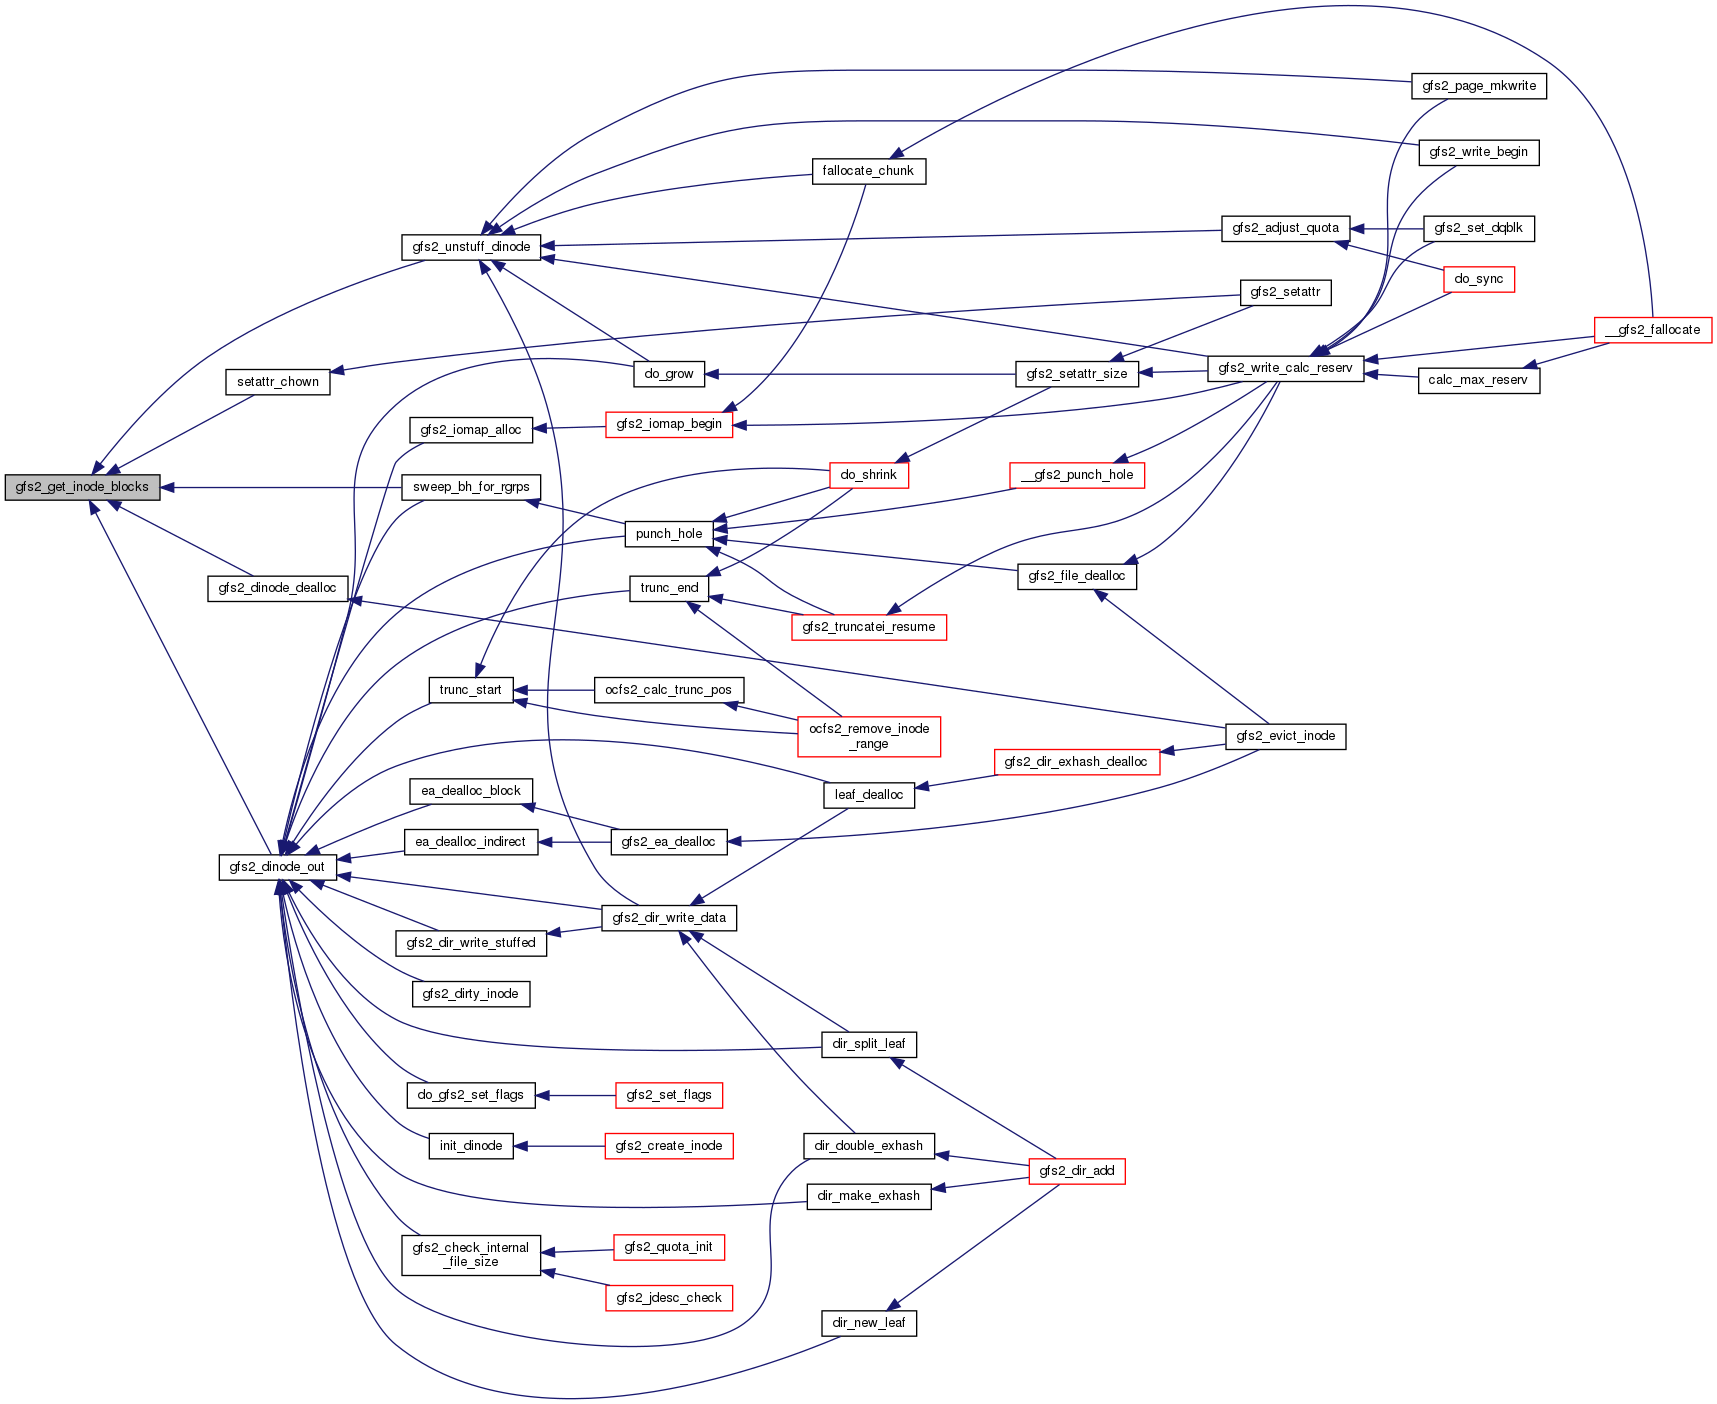 gfs2_page_mkwrite
gfs2_write_begin
fallocate_chunk
gfs2_adjust_quota
gfs2_set_dqblk
gfs2_unstuff_dinode
do_sync
gfs2_setattr
__gfs2_fallocate
setattr_chown
do_grow
gfs2_setattr_size
gfs2_write_calc_reserv
calc_max_reserv
gfs2_iomap_alloc
gfs2_iomap_begin
gfs2_get_inode_blocks
sweep_bh_for_rgrps
do_shrink
__gfs2_punch_hole
punch_hole
gfs2_dinode_dealloc
trunc_end
gfs2_file_dealloc
gfs2_truncatei_resume
trunc_start
ocfs2_calc_trunc_pos
ocfs2_remove_inode
_range
gfs2_evict_inode
gfs2_dir_exhash_dealloc
ea_dealloc_block
leaf_dealloc
ea_dealloc_indirect
gfs2_ea_dealloc
gfs2_dinode_out
gfs2_dir_write_data
gfs2_dir_write_stuffed
gfs2_dirty_inode
dir_split_leaf
do_gfs2_set_flags
gfs2_set_flags
init_dinode
gfs2_create_inode
dir_double_exhash
gfs2_dir_add
dir_make_exhash
gfs2_check_internal
_file_size
gfs2_quota_init
gfs2_jdesc_check
dir_new_leaf